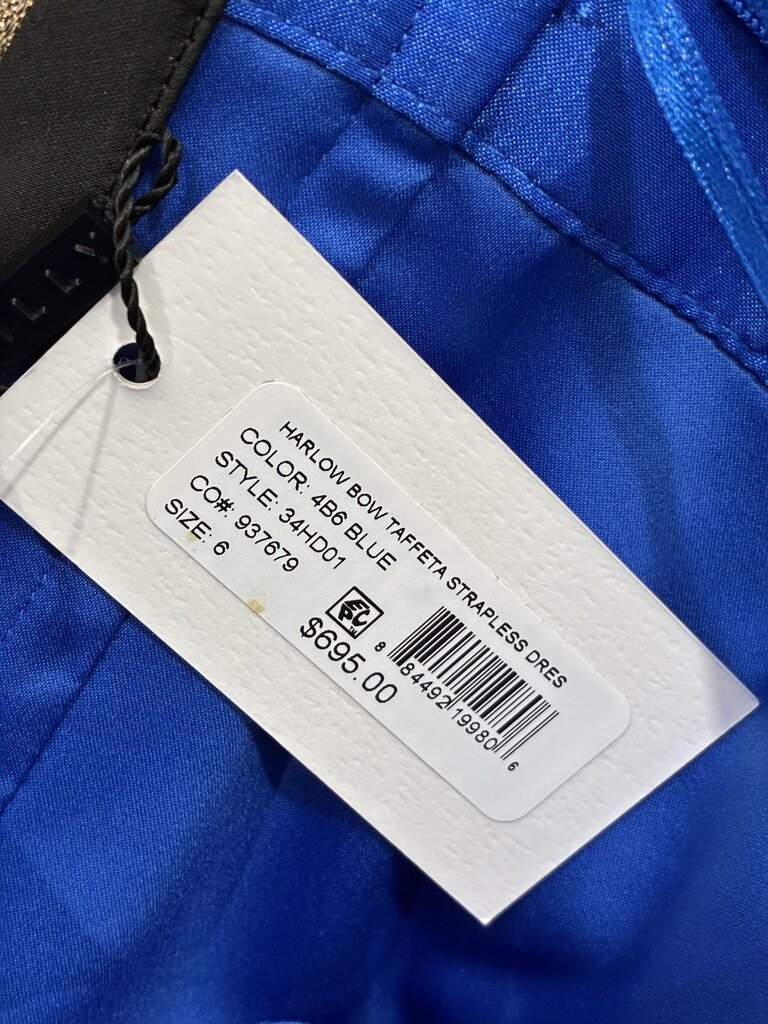 HARLOW BOW TAFFETA STRAPLESS DRES
COLOR: 4B6 BLUE
STYLE: 34HD01
CO#: 937679
SIZE: 6
EPC
$695.00
8 84492 19980 6